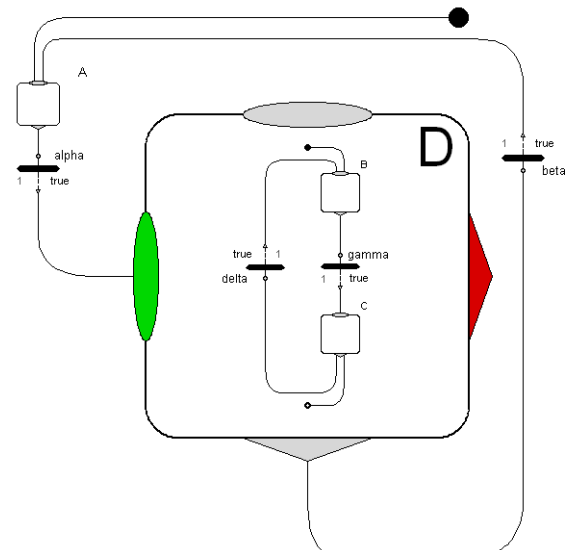 A
alpha
1 true
D
B
true 1
delta
gamma
1 true
C
1 true
beta